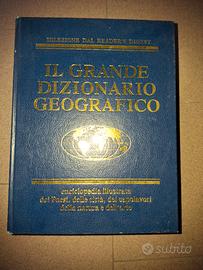 SELEZIONE DAL READER'S DIGEST
IL GRANDE
DIZIONARIO
GEOGRAFICO
enciclopedia illustrata
dei Paesi, delle città, dei capolavori
della natura e dell'arte
subito